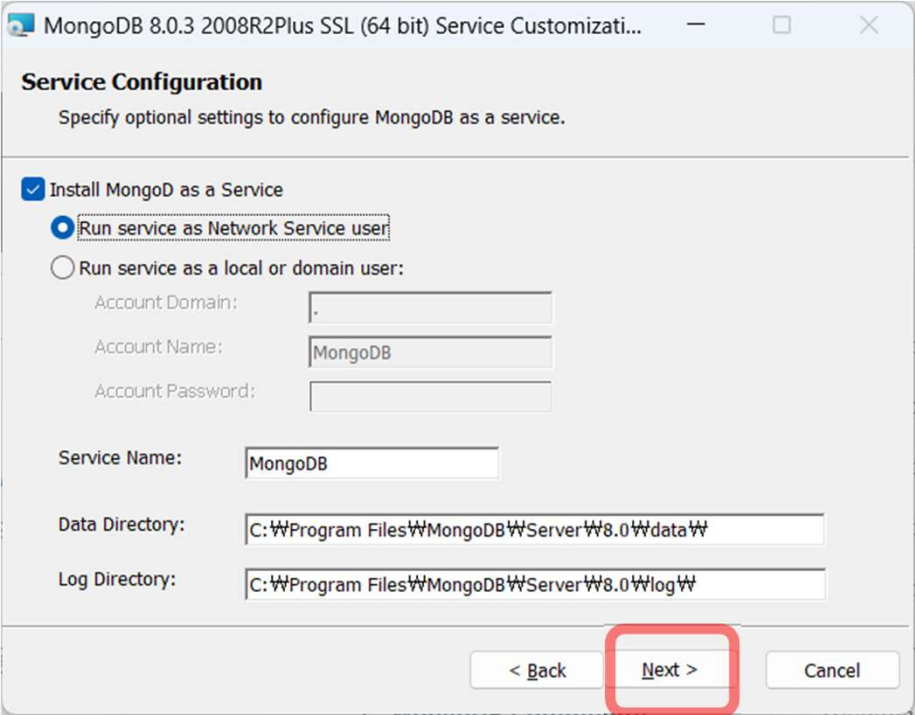 MongoDB 8.0.3 2008R2Plus SSL (64 bit) Service Customizati...
Service Configuration
Specify optional settings to configure MongoDB as a service.
Install MongoD as a Service
Run service as Network Service user
Run service as a local or domain user:
Account Domain: .
Account Name: MongoDB
Account Password:
Service Name: MongoDB
Data Directory: C:₩Program Files₩MongoDB₩Server₩8.0₩data₩
Log Directory: C:₩Program Files₩MongoDB₩Server₩8.0₩log₩
< Back Next > Cancel